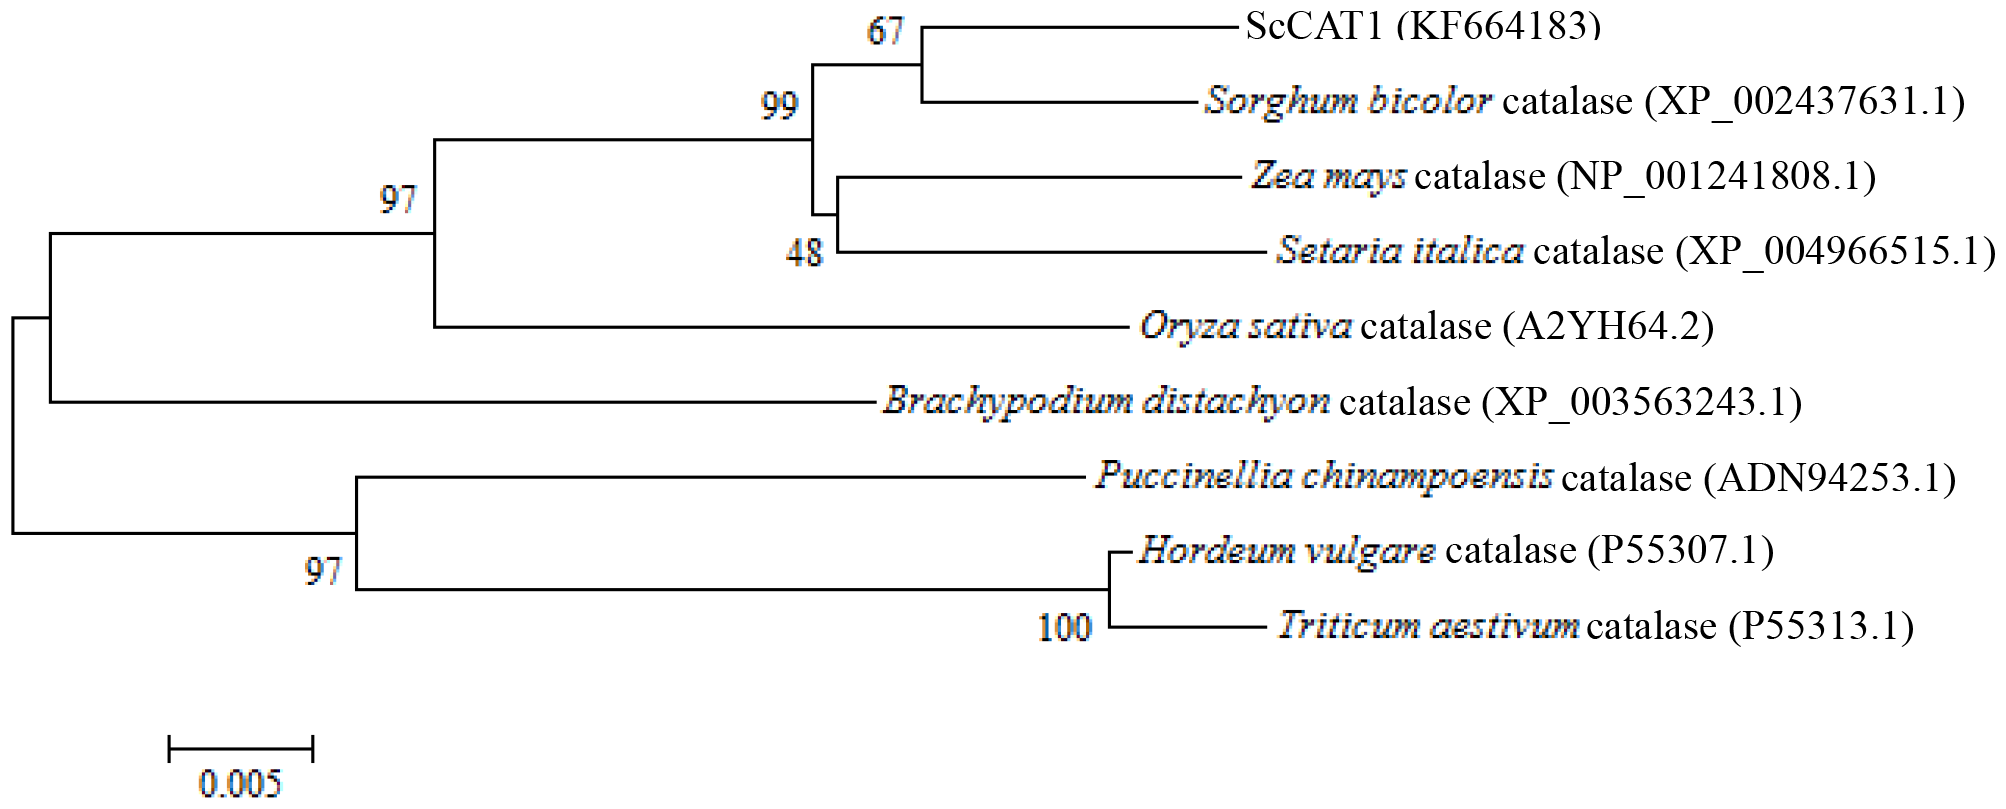 67
ScCAT1 (KF664183)
99
Sorghum bicolor catalase (XP_002437631.1)
97
Zea mays catalase (NP_001241808.1)
48
Setaria italica catalase (XP_004966515.1)
Oryza sativa catalase (A2YH64.2)
Brachypodium distachyon catalase (XP_003563243.1)
Puccinellia chinampoensis catalase (ADN94253.1)
97
Hordeum vulgare catalase (P55307.1)
100
Triticum aestivum catalase (P55313.1)
0.005